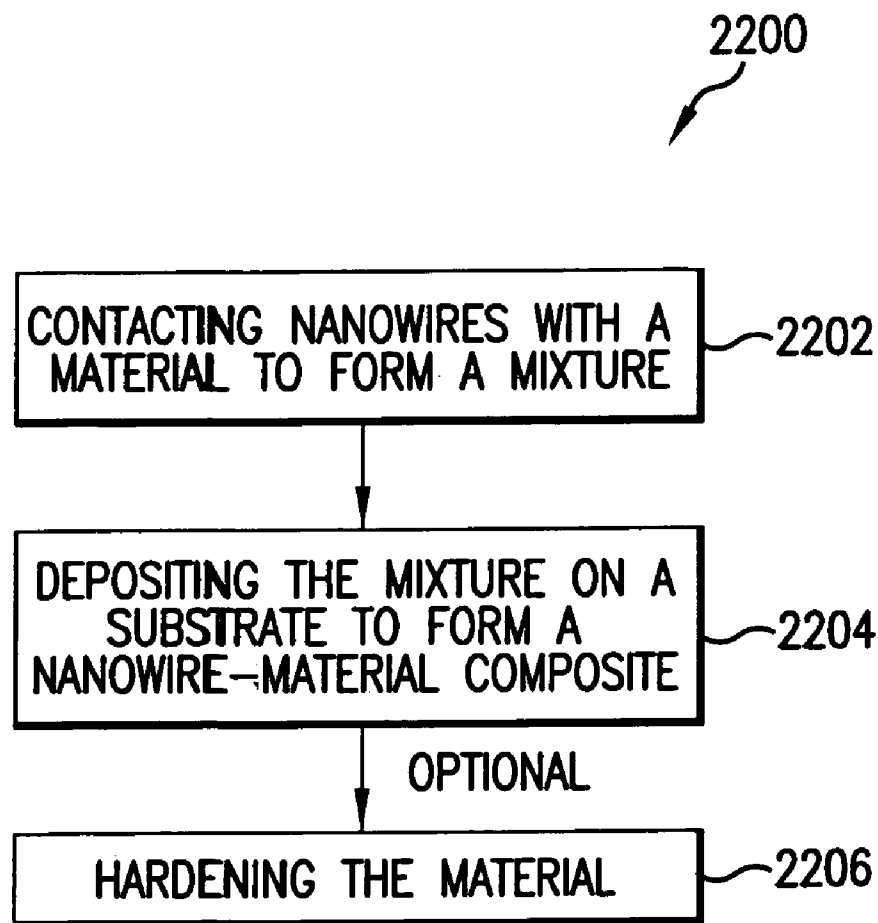 2200
CONTACTING NANOWIRES WITH A
MATERIAL TO FORM A MIXTURE
2202
DEPOSITING THE MIXTURE ON A
SUBSTRATE TO FORM A
NANOWIRE-MATERIAL COMPOSITE
2204
OPTIONAL
HARDENING THE MATERIAL
2206